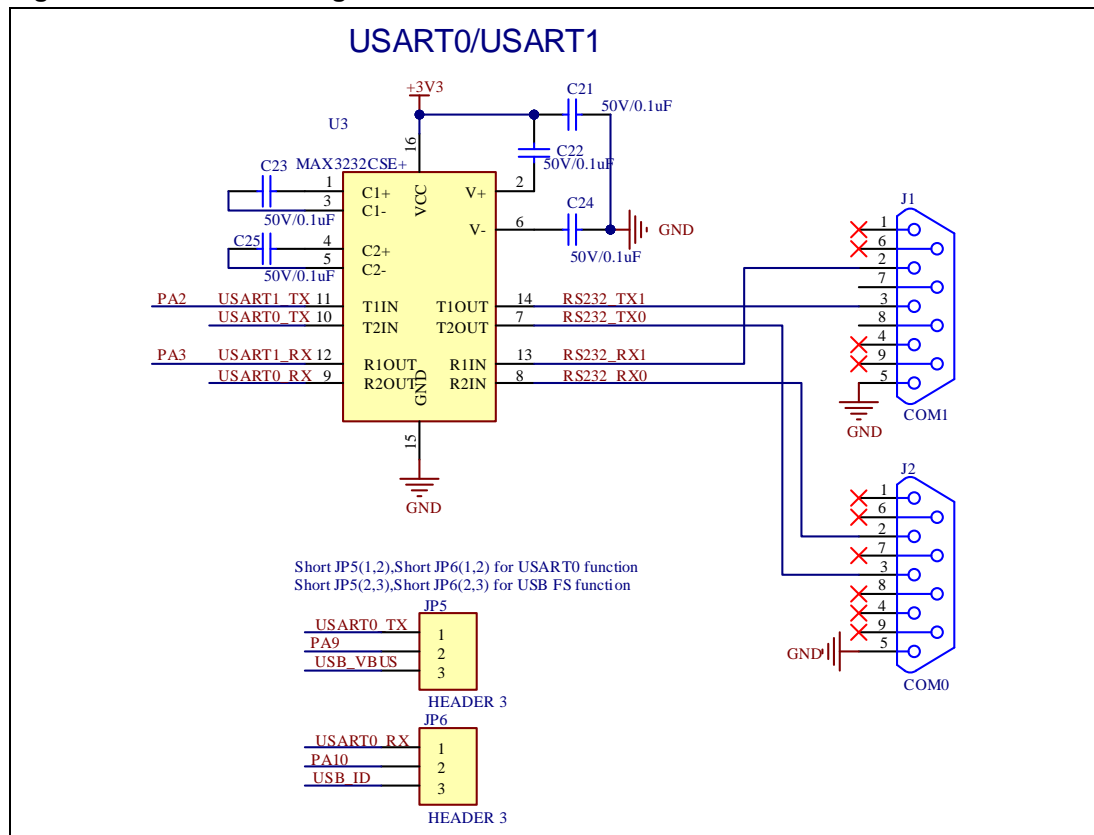 USART0/USART1
+3V3
C21
50V/0.1uF
U3
16
C22
50V/0.1uF
MAX3232CSE+
C23
1
3
50V/0.1uF
C1+
C1-
VCC
V+
2
C24
V-
6
GND
50V/0.1uF
C25
4
5
50V/0.1uF
C2+
C2-
PA2 USART1_TX 11 T1IN T1OUT 14 RS232_TX1
USART0_TX 10 T2IN T2OUT 7 RS232_TX0
PA3 USART1_RX 12 R1OUT R1IN 13 RS232_RX1
USART0_RX 9 R2OUT R2IN 8 RS232_RX0
GND
15
GND
J1
1
6
2
7
3
8
4
9
5
COM1
GND
J2
1
6
2
7
3
8
4
9
GND 5
COM0
Short JP5(1,2),Short JP6(1,2) for USART0 function
Short JP5(2,3),Short JP6(2,3) for USB FS function
JP5
USART0_TX 1
PA9 2
USB_VBUS 3
HEADER 3
JP6
USART0_RX 1
PA10 2
USB_ID 3
HEADER 3